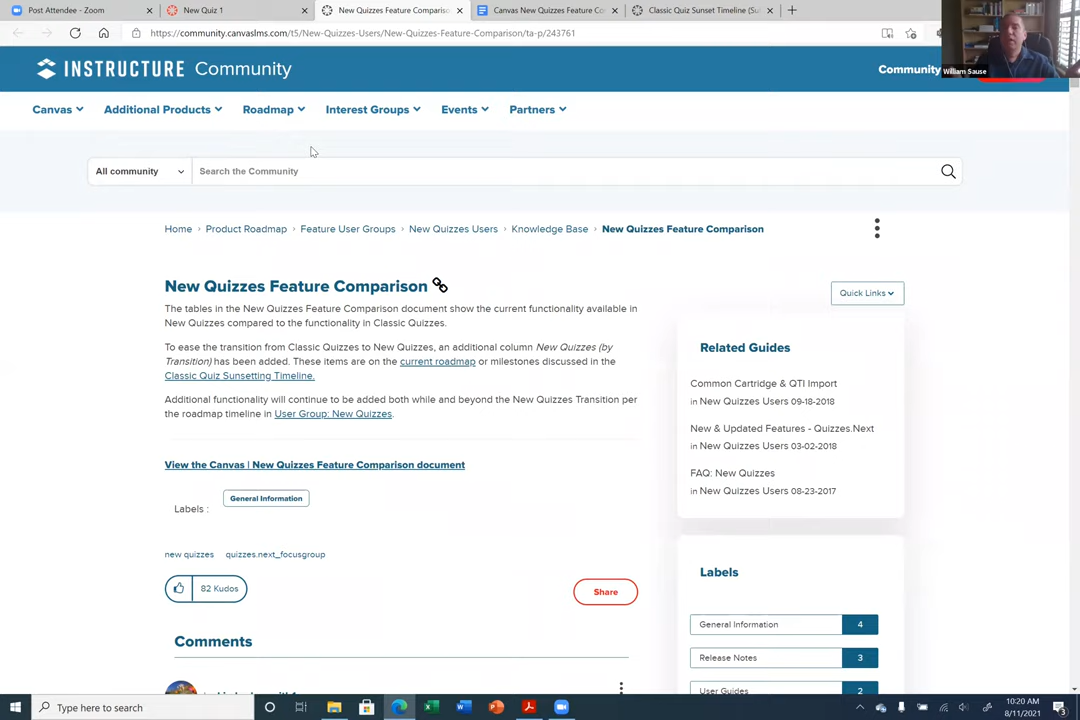 Post Attendee - Zoom
New Quiz 1
New Quizzes Feature Comparison
Canvas New Quizzes Feature Co
Classic Quiz Sunset Timeline (Su
https://community.canvaslms.com/t5/New-Quizzes-Users/New-Quizzes-Feature-Comparison/ta-p/243761
William Sause
INSTRUCTURE Community
Community
Canvas
Additional Products
Roadmap
Interest Groups
Events
Partners
All community
Search the Community
Home › Product Roadmap › Feature User Groups › New Quizzes Users › Knowledge Base › New Quizzes Feature Comparison
New Quizzes Feature Comparison
Quick Links
The tables in the New Quizzes Feature Comparison document show the current functionality available in
New Quizzes compared to the functionality in Classic Quizzes.
To ease the transition from Classic Quizzes to New Quizzes, an additional column New Quizzes (by
Transition) has been added. These items are on the current roadmap or milestones discussed in the
Classic Quiz Sunsetting Timeline.
Additional functionality will continue to be added both while and beyond the New Quizzes Transition per
the roadmap timeline in User Group: New Quizzes.
View the Canvas | New Quizzes Feature Comparison document
Labels :
General Information
new quizzes
quizzes.next_focusgroup
82 Kudos
Share
Comments
Related Guides
Common Cartridge & QTI Import
in New Quizzes Users 09-18-2018
New & Updated Features - Quizzes.Next
in New Quizzes Users 03-02-2018
FAQ: New Quizzes
in New Quizzes Users 08-23-2017
Labels
General Information 4
Release Notes 3
User Guides 2
Type here to search
10:20 AM
8/11/2021
3